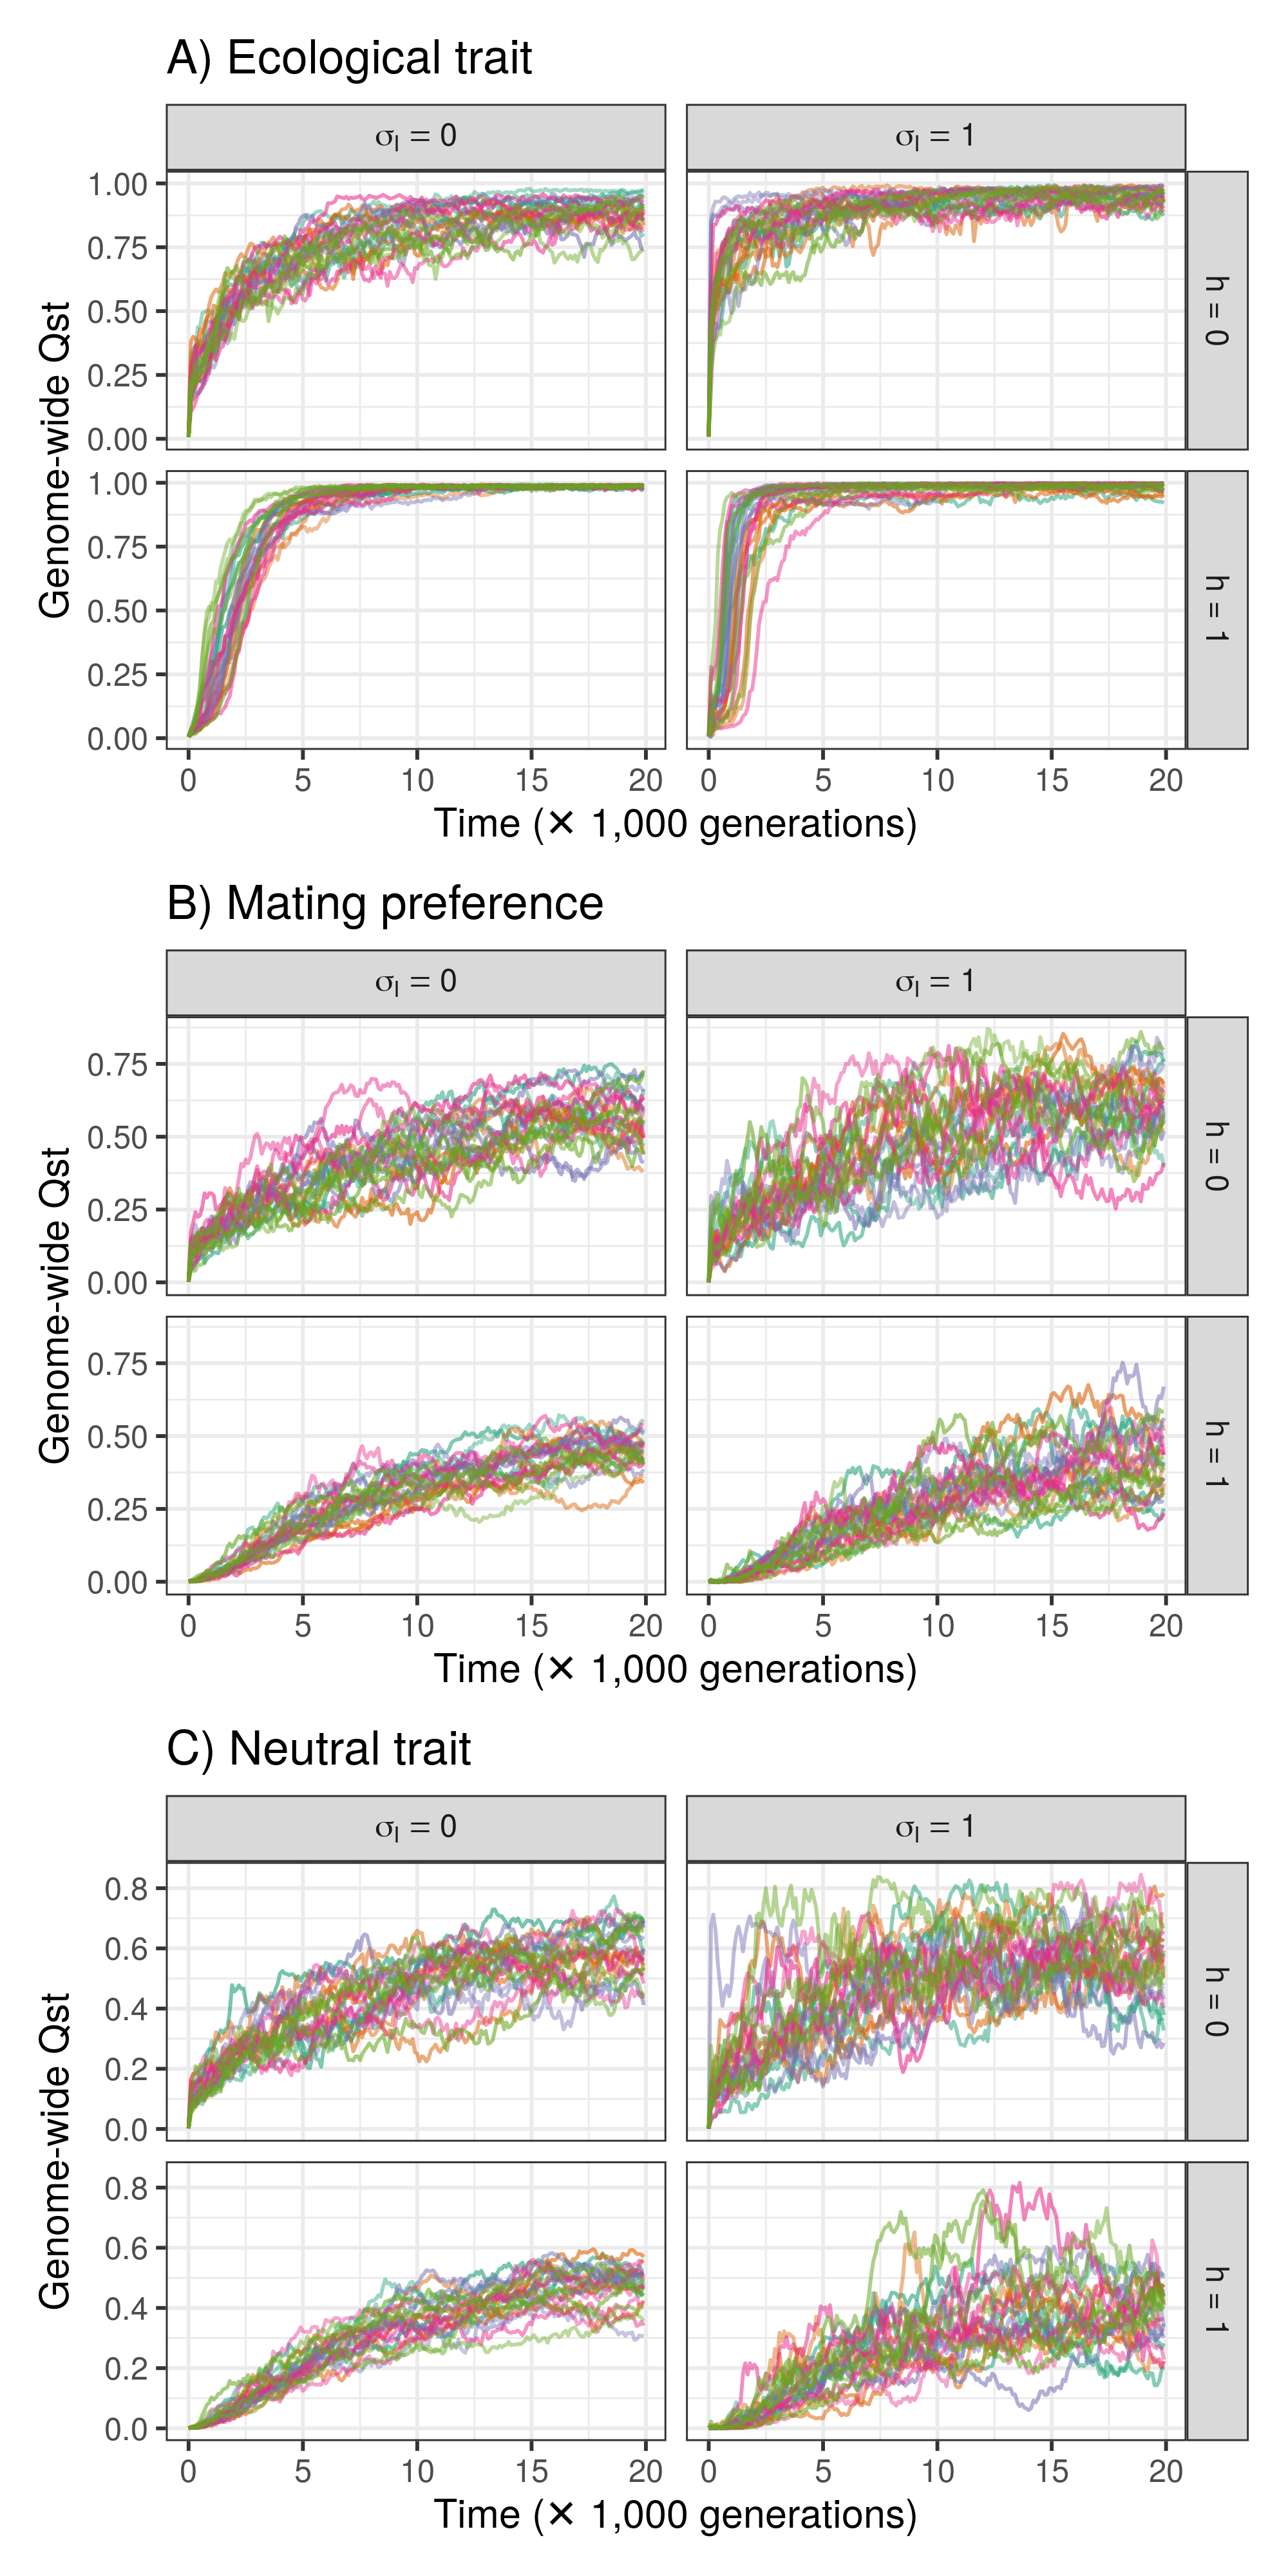 A) Ecological trait
σI = 0
σI = 1
Genome-wide Qst
1.00
0.75
0.50
0.25
0.00
h = 0
1.00
0.75
0.50
0.25
0.00
h = 1
0 5 10 15 20
0 5 10 15 20
Time (✕ 1,000 generations)
B) Mating preference
σI = 0
σI = 1
Genome-wide Qst
0.75
0.50
0.25
0.00
h = 0
0.75
0.50
0.25
0.00
h = 1
0 5 10 15 20
0 5 10 15 20
Time (✕ 1,000 generations)
C) Neutral trait
σI = 0
σI = 1
Genome-wide Qst
0.8
0.6
0.4
0.2
0.0
h = 0
0.8
0.6
0.4
0.2
0.0
h = 1
0 5 10 15 20
0 5 10 15 20
Time (✕ 1,000 generations)